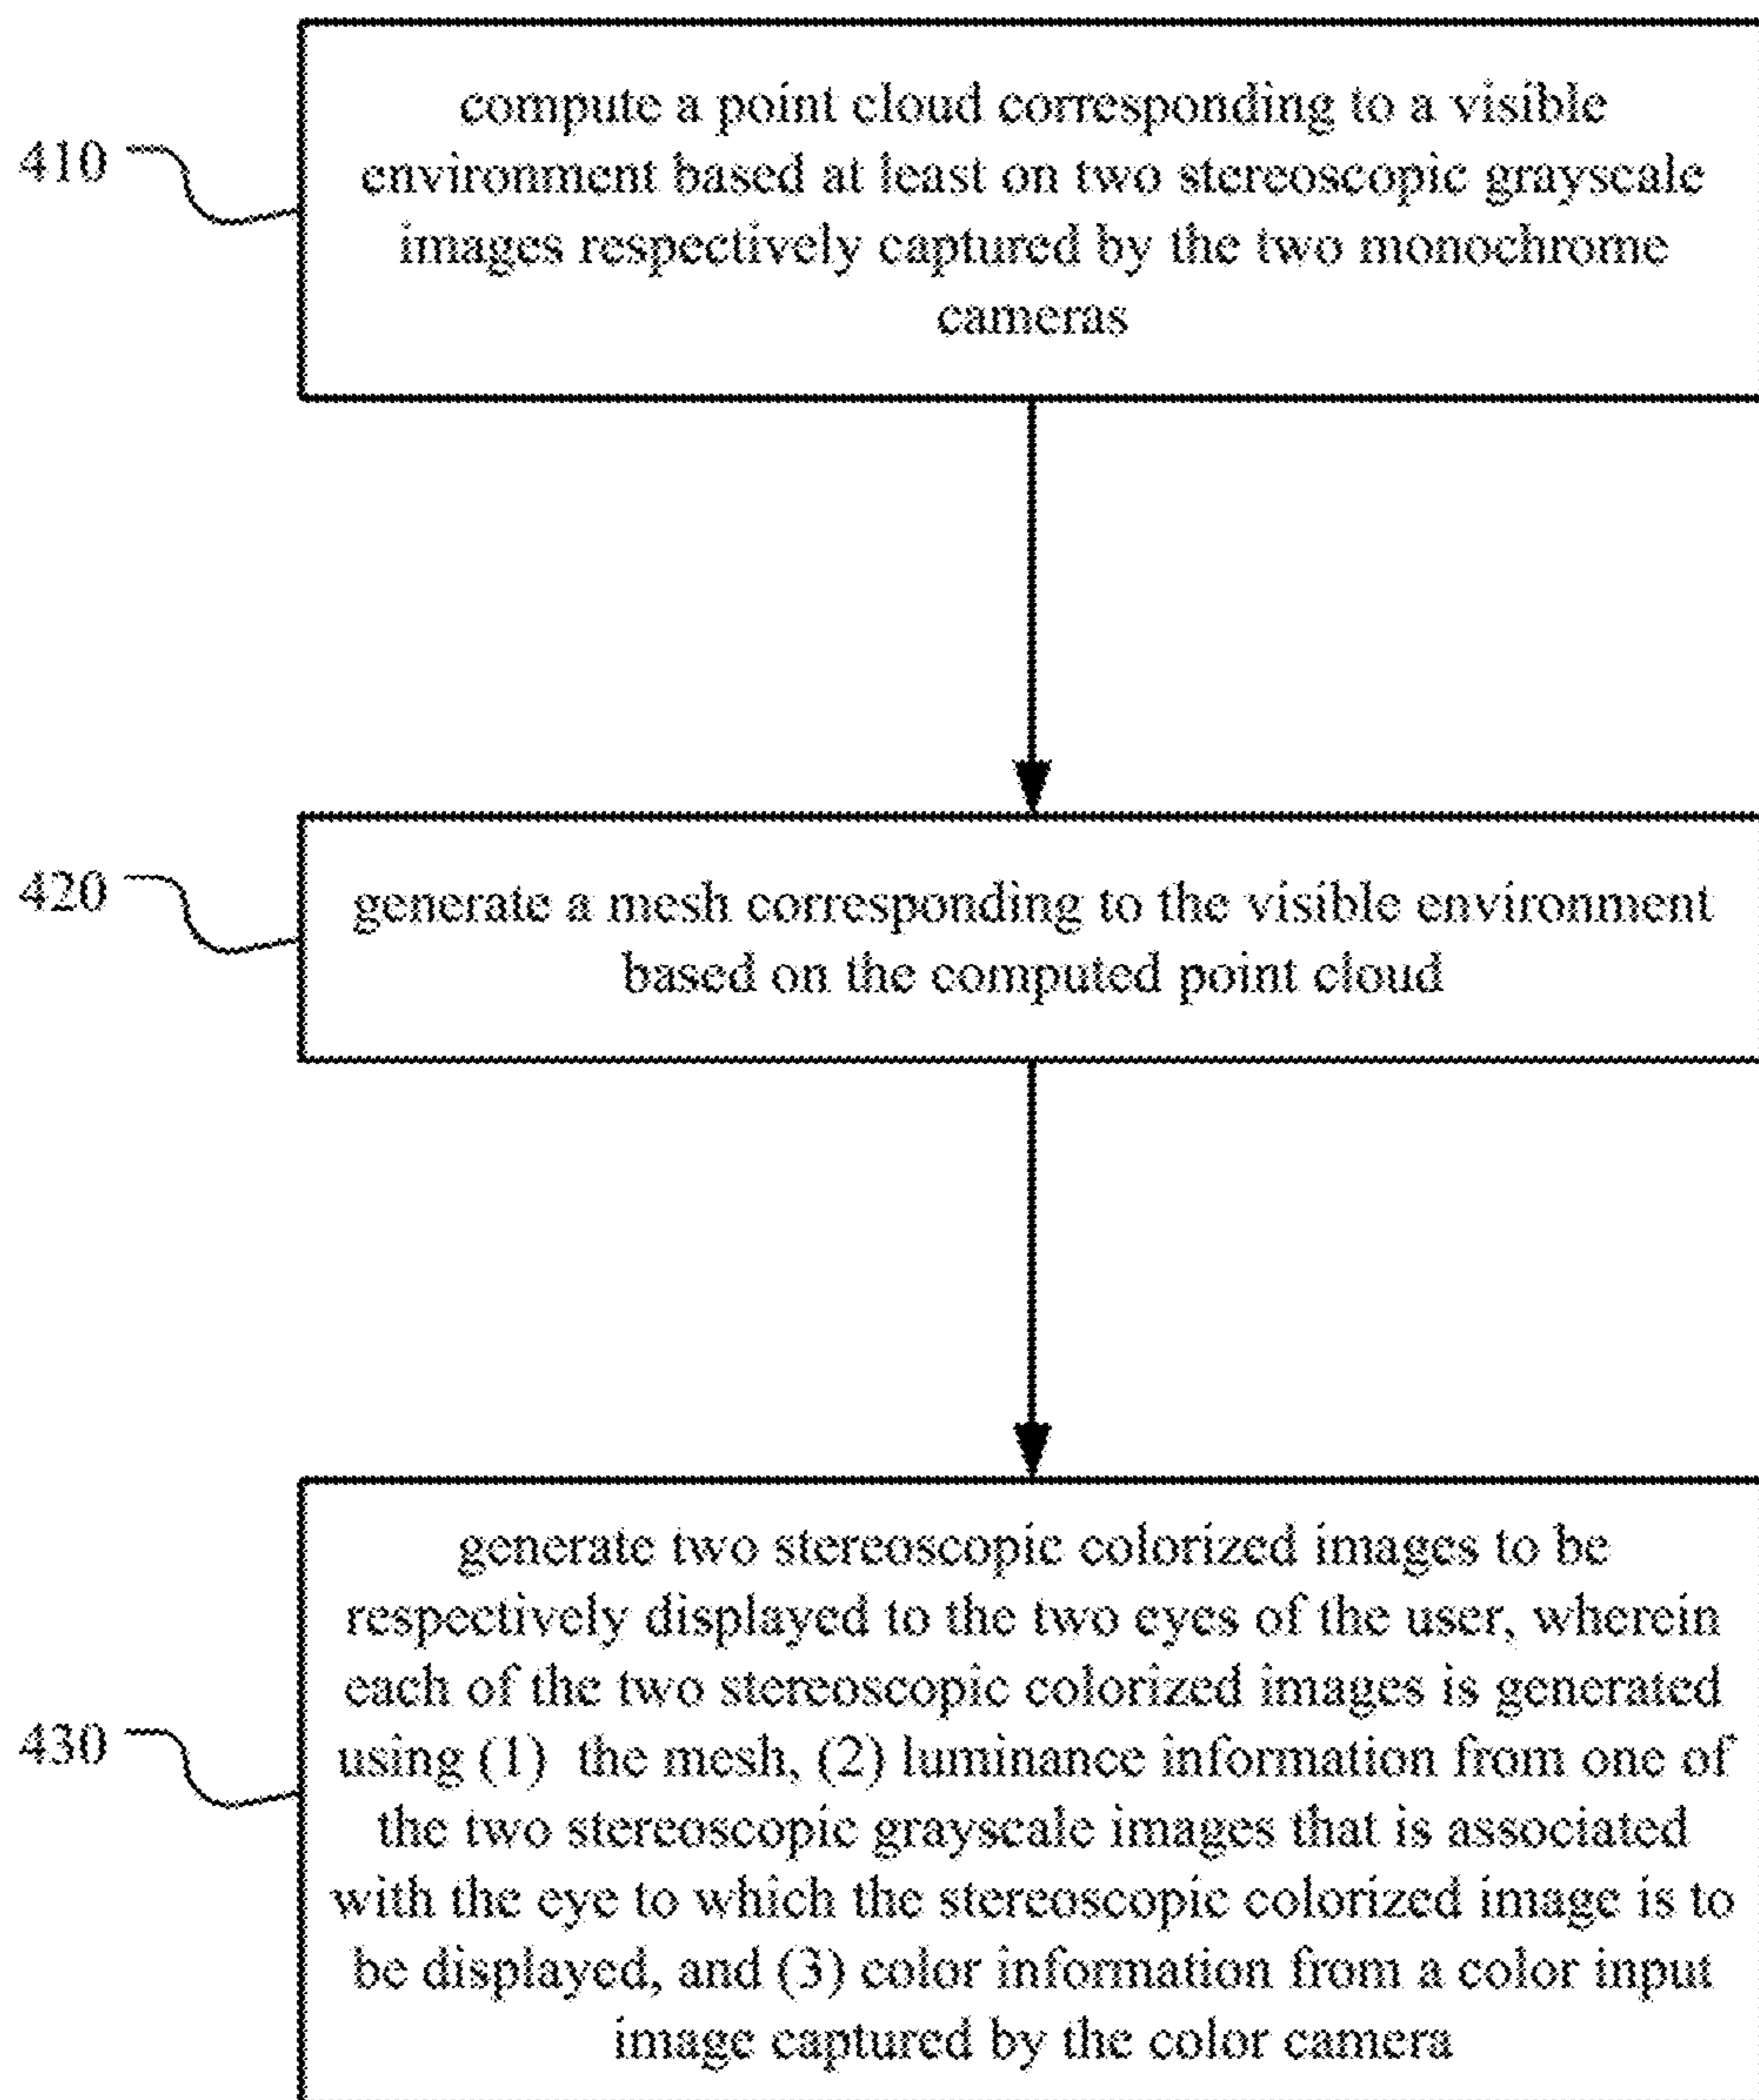 410
compute a point cloud corresponding to a visible
environment based at least on two stereoscopic grayscale
images respectively captured by the two monochrome
cameras
420
generate a mesh corresponding to the visible environment
based on the computed point cloud
430
generate two stereoscopic colorized images to be
respectively displayed to the two eyes of the user, wherein
each of the two stereoscopic colorized images is generated
using (1) the mesh, (2) luminance information from one of
the two stereoscopic grayscale images that is associated
with the eye to which the stereoscopic colorized image is to
be displayed, and (3) color information from a color input
image captured by the color camera